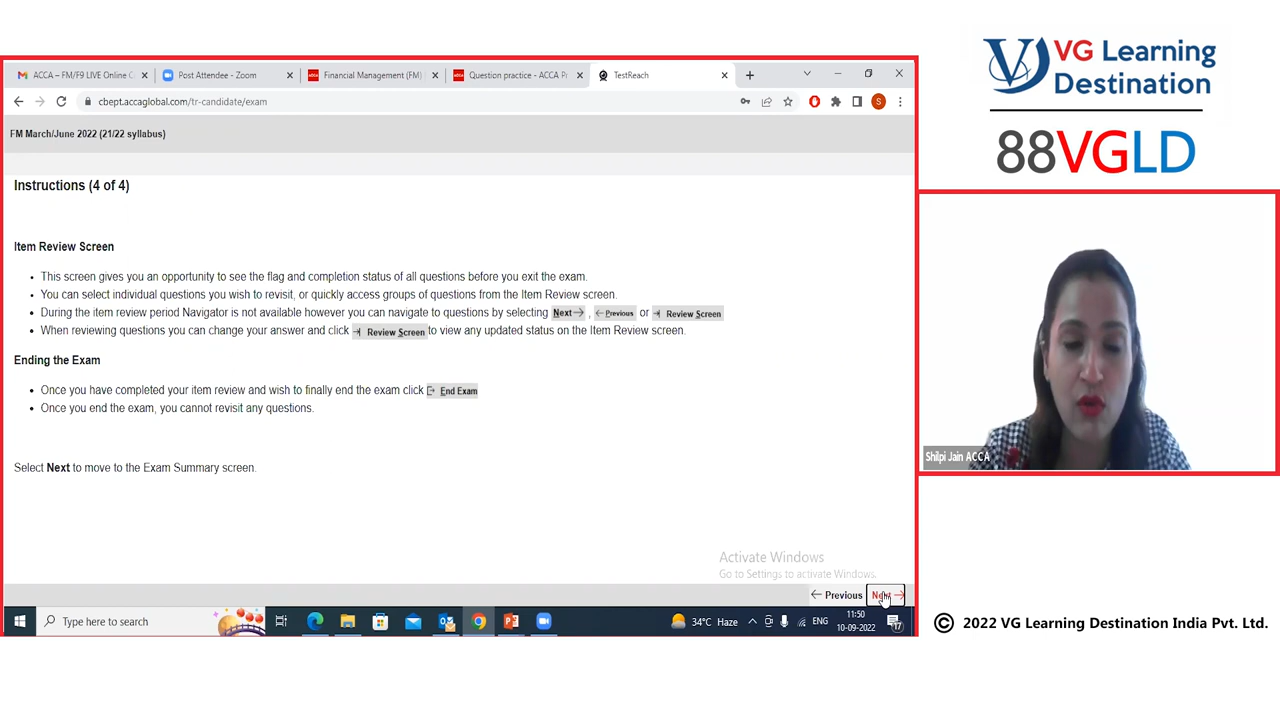 ACCA – FM/F9 LIVE Online C
Post Attendee - Zoom
Financial Management (FM)
Question practice - ACCA Pr
TestReach
cbept.accaglobal.com/tr-candidate/exam
S
FM March/June 2022 (21/22 syllabus)
Instructions (4 of 4)
Item Review Screen
• This screen gives you an opportunity to see the flag and completion status of all questions before you exit the exam.
• You can select individual questions you wish to revisit, or quickly access groups of questions from the Item Review screen.
• During the item review period Navigator is not available however you can navigate to questions by selecting Next → , ← Previous or Review Screen
• When reviewing questions you can change your answer and click Review Screen to view any updated status on the Item Review screen.
Ending the Exam
• Once you have completed your item review and wish to finally end the exam click End Exam
• Once you end the exam, you cannot revisit any questions.
Select Next to move to the Exam Summary screen.
Activate Windows
Go to Settings to activate Windows.
← Previous
Next →
Type here to search
34°C Haze
ENG
11:50
10-09-2022
17
VG Learning
Destination
88VGLD
Shilpi Jain ACCA
© 2022 VG Learning Destination India Pvt. Ltd.